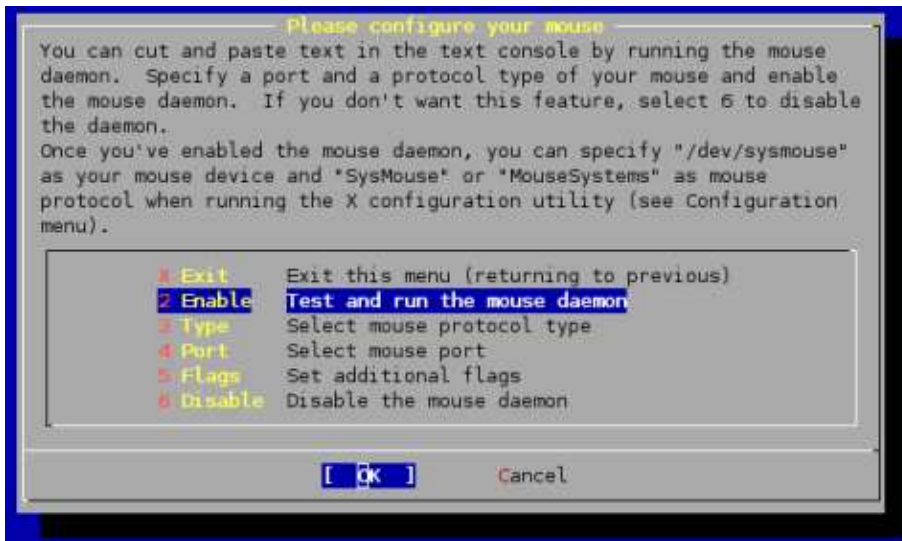 Please configure your mouse
You can cut and paste text in the text console by running the mouse
daemon.  Specify a port and a protocol type of your mouse and enable
the mouse daemon.  If you don't want this feature, select 6 to disable
the daemon.
Once you've enabled the mouse daemon, you can specify "/dev/sysmouse"
as your mouse device and "SysMouse" or "MouseSystems" as mouse
protocol when running the X configuration utility (see Configuration
menu).
X Exit Exit this menu (returning to previous)
2 Enable Test and run the mouse daemon
3 Type Select mouse protocol type
4 Port Select mouse port
5 Flags Set additional flags
6 Disable Disable the mouse daemon
[ OK ] Cancel